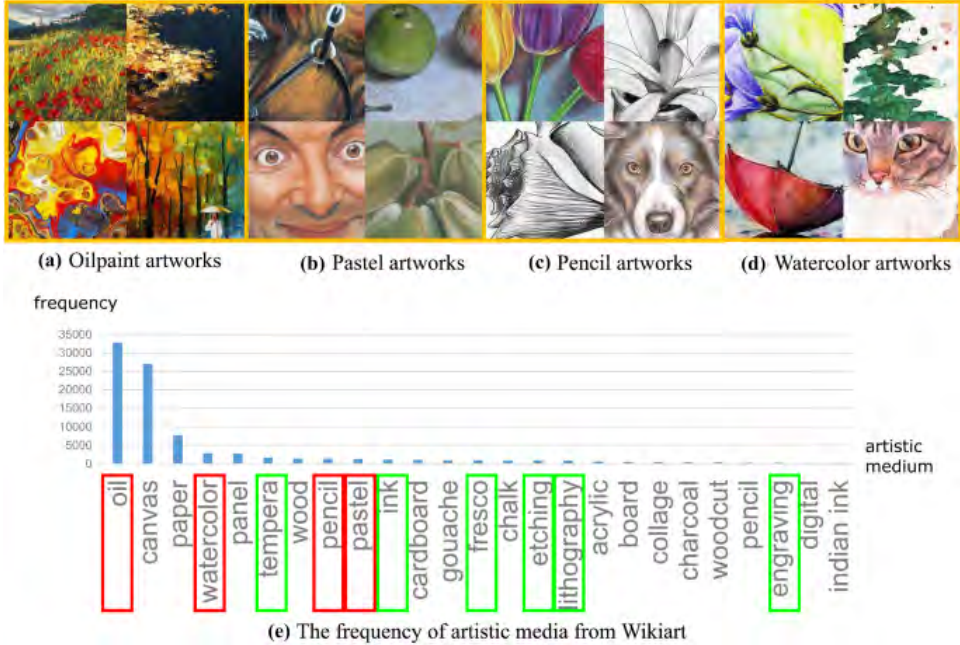 (a) Oilpaint artworks
(b) Pastel artworks
(c) Pencil artworks
(d) Watercolor artworks
frequency
35000
30000
25000
20000
15000
10000
5000
0
artistic
medium
oil
canvas
paper
watercolor
panel
tempera
wood
pencil
pastel
ink
cardboard
gouache
fresco
chalk
etching
lithography
acrylic
board
collage
charcoal
woodcut
pencil
engraving
digital
indian ink
(e) The frequency of artistic media from Wikiart